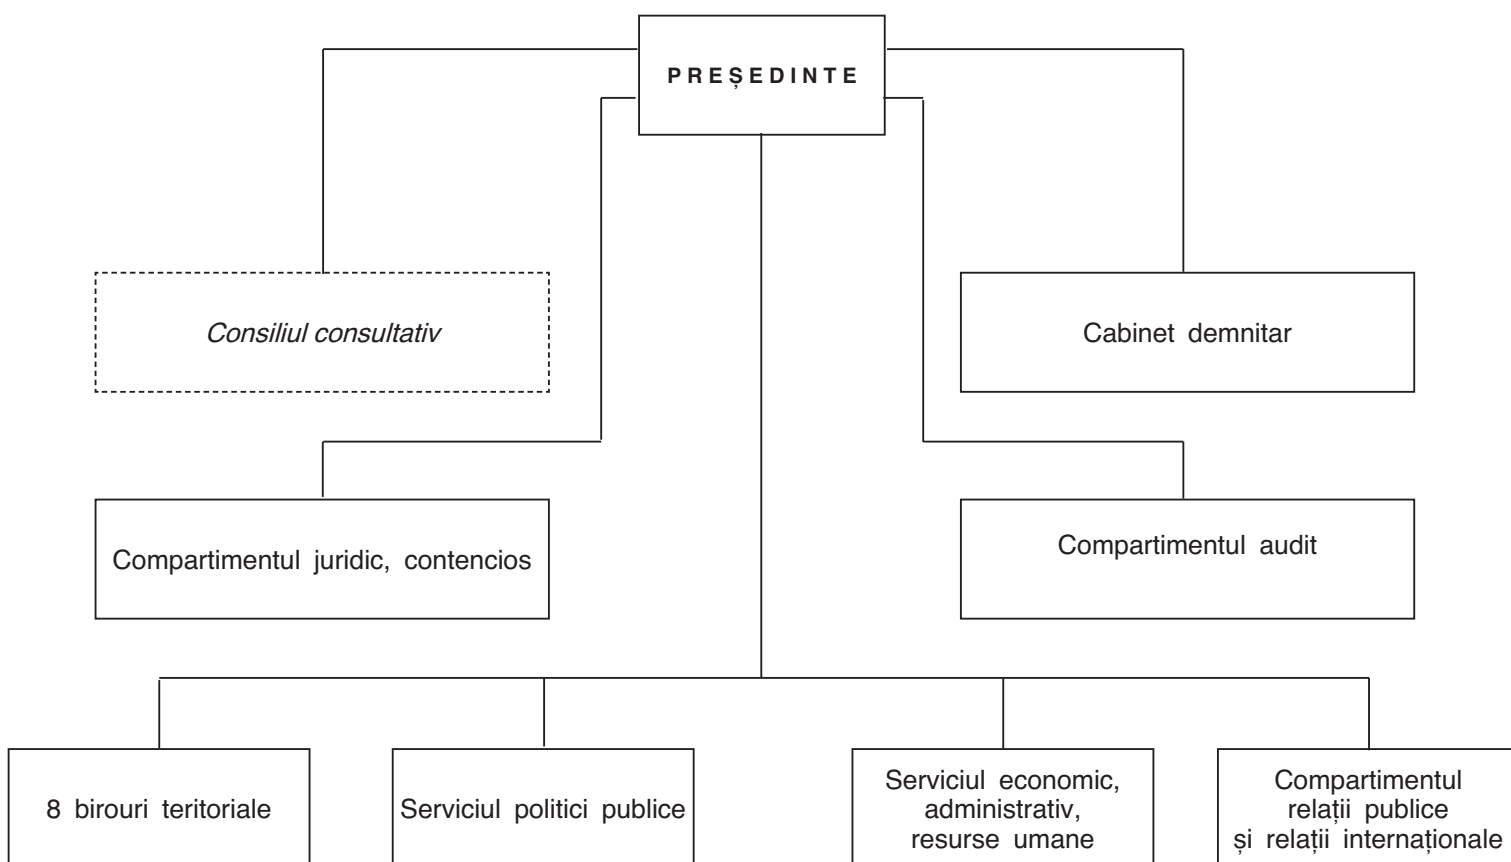 PREȘEDINTE
Consiliul consultativ
Cabinet demnitar
Compartimentul juridic, contencios
Compartimentul audit
8 birouri teritoriale
Serviciul politici publice
Serviciul economic,
administrativ,
resurse umane
Compartimentul
relații publice
și relații internaționale